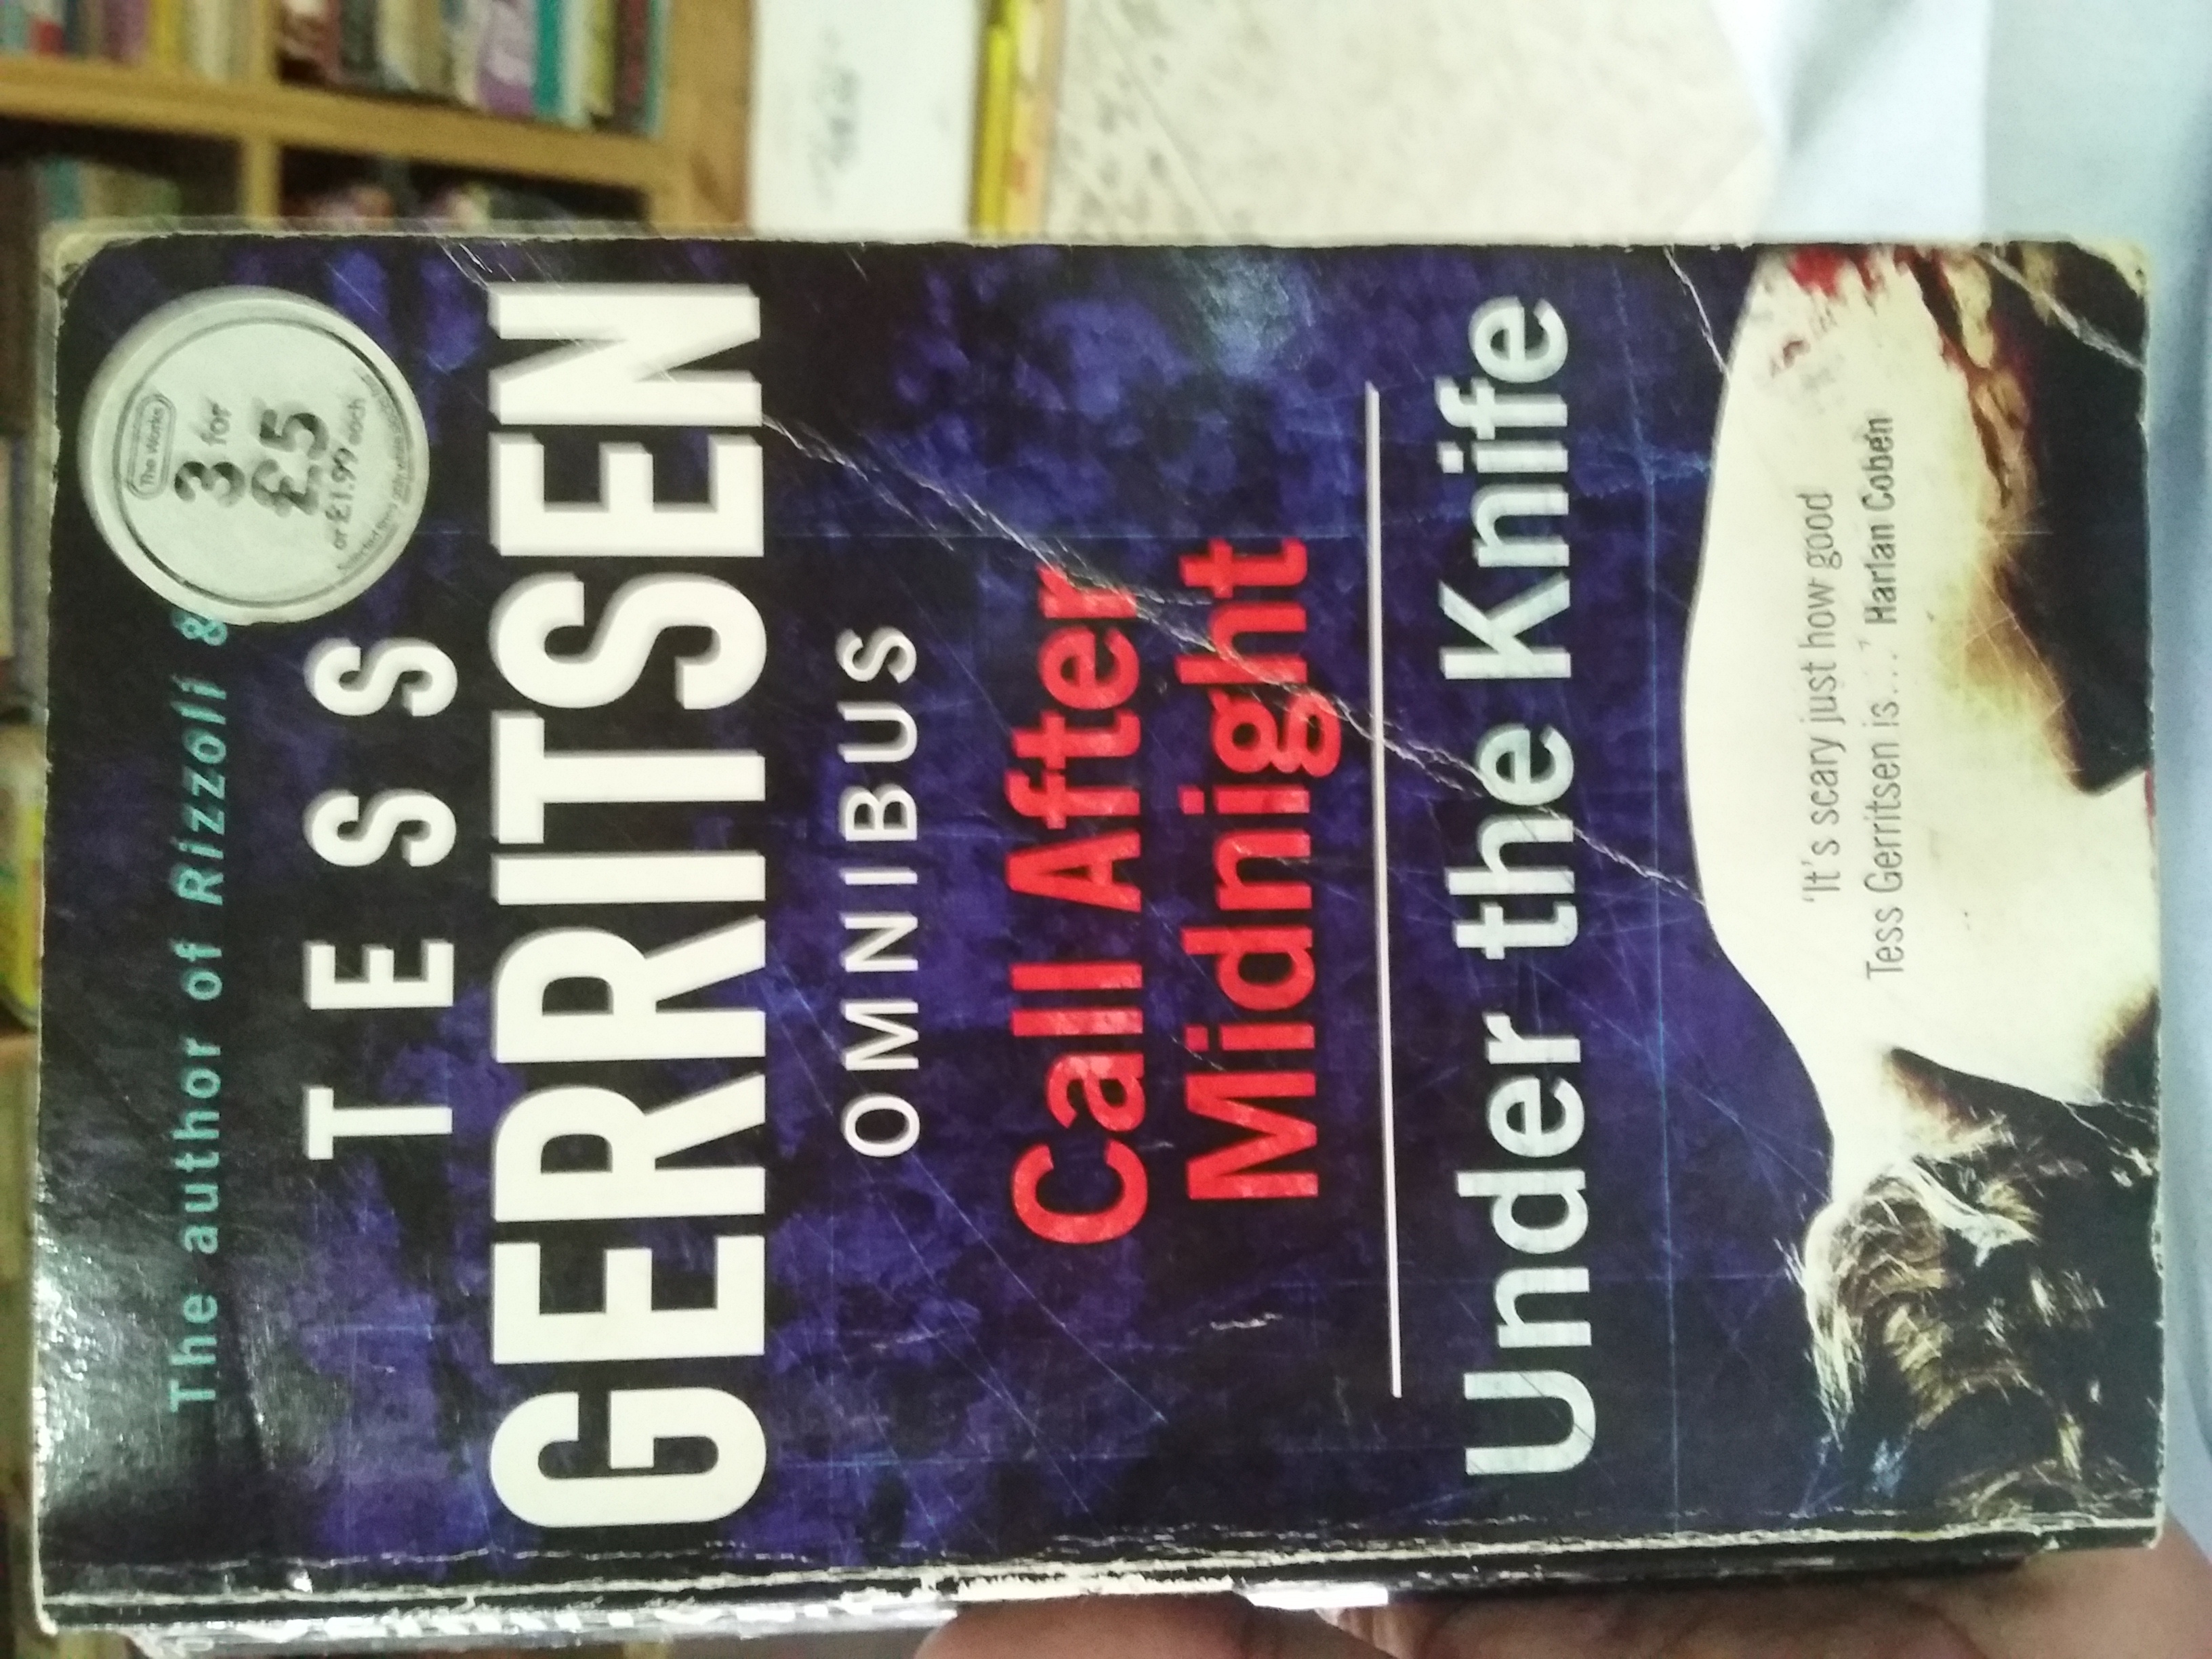 The author of Rizzoli &
The Works
3 for
£5
or £1.99 each
TESS
GERRITSEN
OMNIBUS
Call After
Midnight
Under the Knife
'It's scary just how good
Tess Gerritsen is...' Harlan Coben